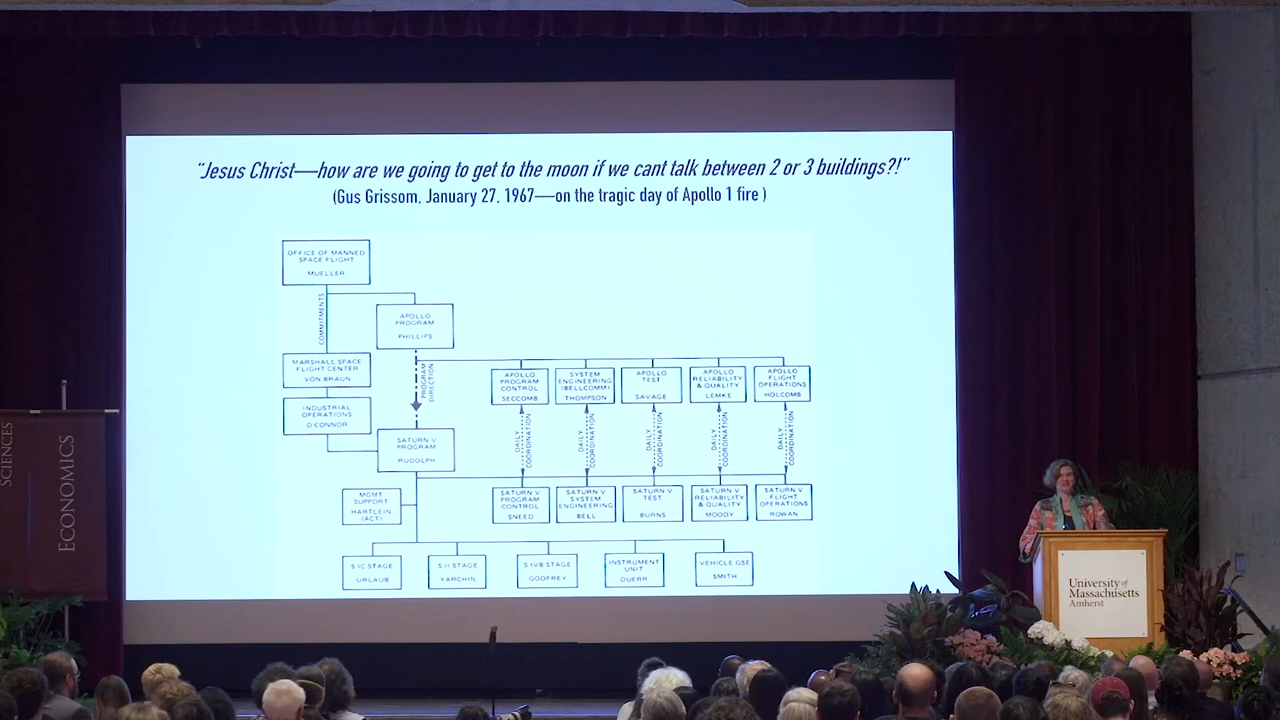 "Jesus Christ—how are we going to get to the moon if we cant talk between 2 or 3 buildings?!"
(Gus Grissom, January 27, 1967—on the tragic day of Apollo 1 fire )
OFFICE OF MANNED
SPACE FLIGHT
MUELLER
COMMITMENTS
APOLLO
PROGRAM
PHILLIPS
MARSHALL SPACE
FLIGHT CENTER
VON BRAUN
PROGRAM
DIRECTION
APOLLO
PROGRAM
CONTROL
SECCOMB
SYSTEM
ENGINEERING
(BELLCOMM)
THOMPSON
APOLLO
TEST
SAVAGE
APOLLO
RELIABILITY
& QUALITY
LEMKE
APOLLO
FLIGHT
OPERATIONS
HOLCOMB
INDUSTRIAL
OPERATIONS
O'CONNOR
DAILY
COORDINATION
DAILY
COORDINATION
DAILY
COORDINATION
DAILY
COORDINATION
DAILY
COORDINATION
SATURN V
PROGRAM
RUDOLPH
MGMT
SUPPORT
HARTLEIN
(ACT)
SATURN V
PROGRAM
CONTROL
SNEED
SATURN V
SYSTEM
ENGINEERING
BELL
SATURN V
TEST
BURNS
SATURN V
RELIABILITY
& QUALITY
MOODY
SATURN V
FLIGHT
OPERATIONS
ROWAN
S-IC STAGE
URLAUB
S-II STAGE
YARCHIN
S-IVB STAGE
GODFREY
INSTRUMENT
UNIT
DUERR
VEHICLE GSE
SMITH
SCIENCES
ECONOMICS
University of
Massachusetts
Amherst